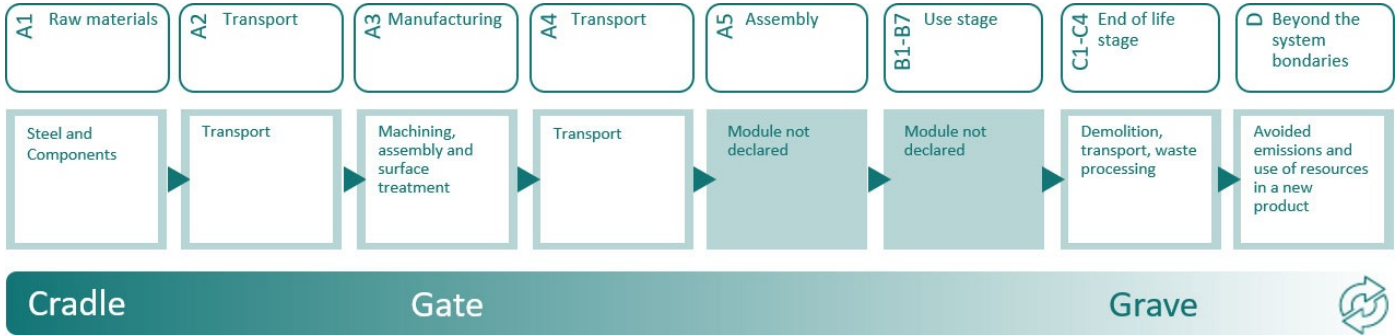 A1 Raw materials
A2 Transport
A3 Manufacturing
A4 Transport
A5 Assembly
B1-B7 Use stage
C1-C4 End of life
stage
D Beyond the
system
bondaries
Steel and
Components
Transport
Machining,
assembly and
surface
treatment
Transport
Module not
declared
Module not
declared
Demolition,
transport, waste
processing
Avoided
emissions and
use of resources
in a new
product
Cradle
Gate
Grave